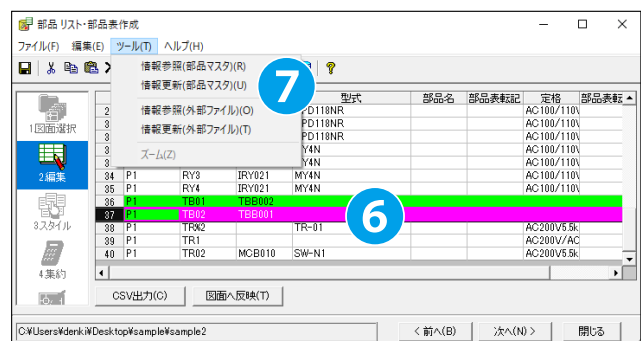 部品 リスト・部品表作成
ファイル(F) 編集(E) ツール(T) ヘルプ(H)
情報参照(部品マスタ)(R)
情報更新(部品マスタ)(U)
情報参照(外部ファイル)(O)
情報更新(外部ファイル)(T)
ズーム(Z)
7
1図面選択
2.編集
3.スタイル
4.集約
型式 部品名 部品表転記 定格 部品表転
2 PD118NR AC100/110V
3 PD118NR AC100/110V
3 PD118NR AC100/110V
3 MY4N AC100/110V
3 MY4N AC100/110V
34 P1 RY3 IRY021 MY4N AC100/110V
35 P1 RY4 IRY021 MY4N AC100/110V
36 P1 TB01 TBB002
37 P1 TB02 TBB001
6
38 P1 TR%2 TR-01 AC200V5.5k
39 P1 TR1 AC200V/AC
40 P1 TR02 MCB010 SW-N1 AC200V5.5k
CSV出力(C) 図面へ反映(T)
C:¥Users¥denki¥Desktop¥sample¥sample2
< 前へ(B) 次へ(N) > 閉じる